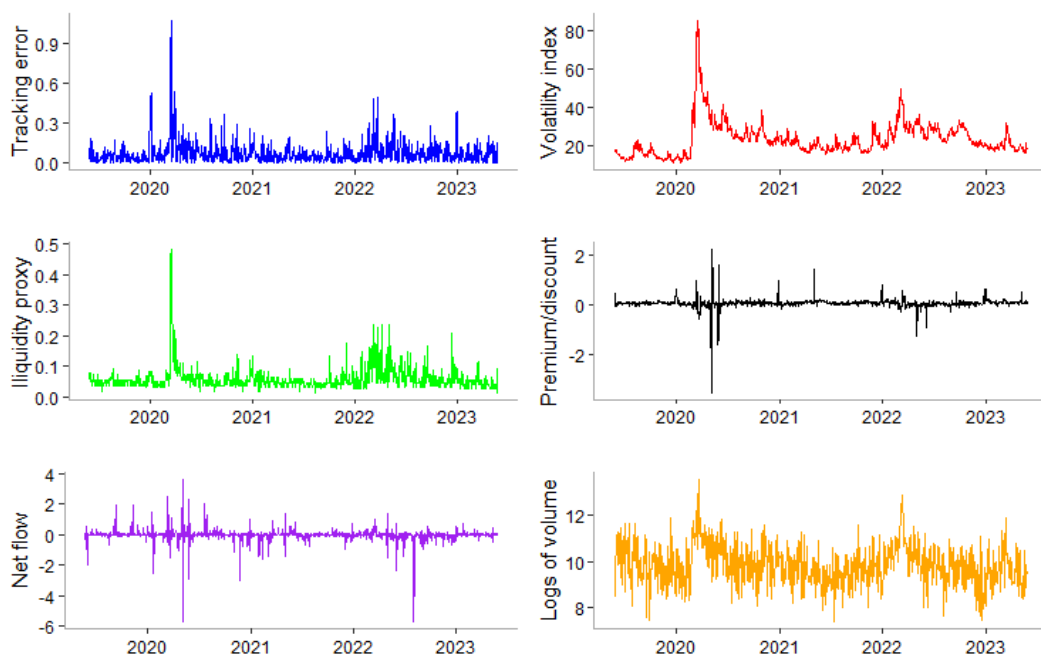 Tracking error
0.9
0.6
0.3
0.0
2020 2021 2022 2023
Volatility index
80
60
40
20
2020 2021 2022 2023
Iliquidity proxy
0.5
0.4
0.3
0.2
0.1
0.0
2020 2021 2022 2023
Premium/discount
2
0
-2
2020 2021 2022 2023
Net flow
4
2
0
-2
-4
-6
2020 2021 2022 2023
Logs of volume
12
10
8
2020 2021 2022 2023